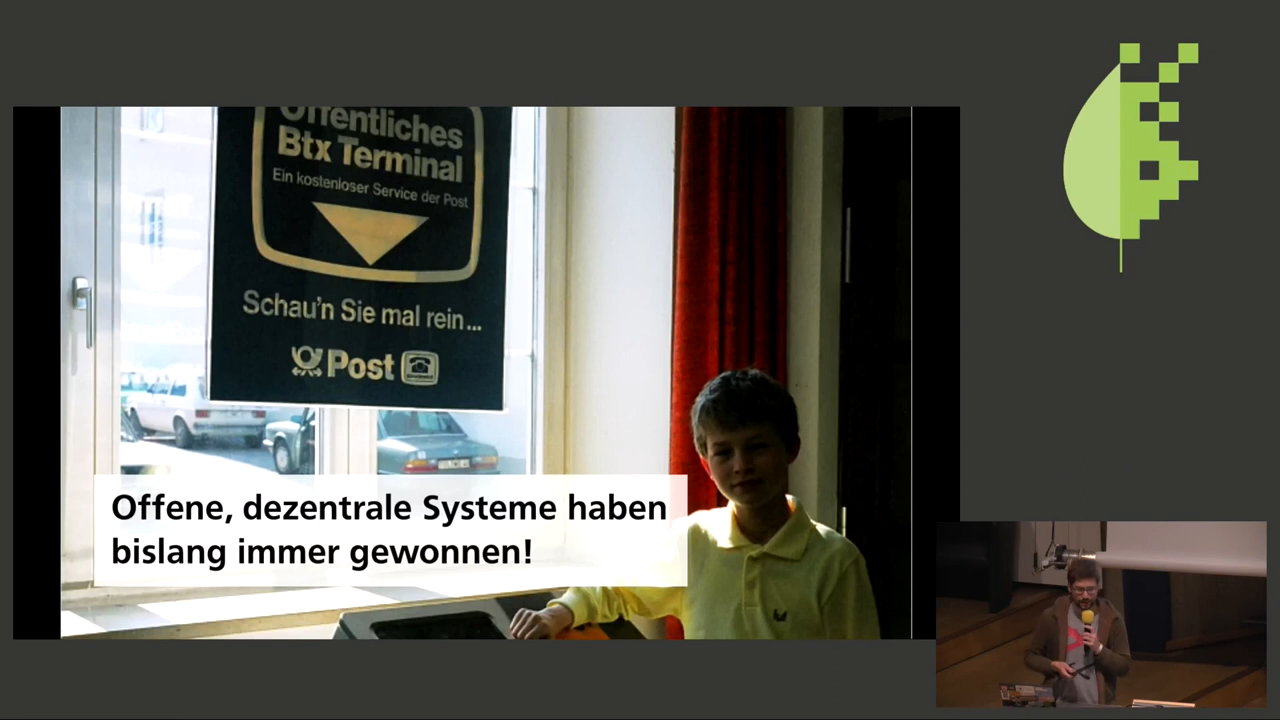 Öffentliches
Btx Terminal
Ein kostenloser Service der Post
Schau'n Sie mal rein...
Post
Offene, dezentrale Systeme haben
bislang immer gewonnen!